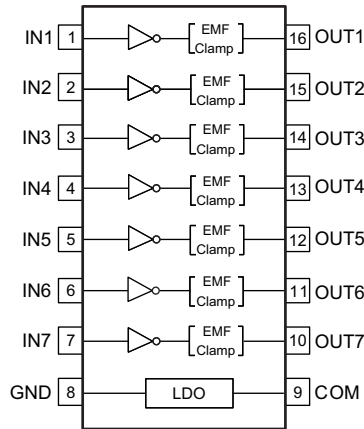 IN1 1 EMF Clamp 16 OUT1
IN2 2 EMF Clamp 15 OUT2
IN3 3 EMF Clamp 14 OUT3
IN4 4 EMF Clamp 13 OUT4
IN5 5 EMF Clamp 12 OUT5
IN6 6 EMF Clamp 11 OUT6
IN7 7 EMF Clamp 10 OUT7
GND 8 LDO 9 COM